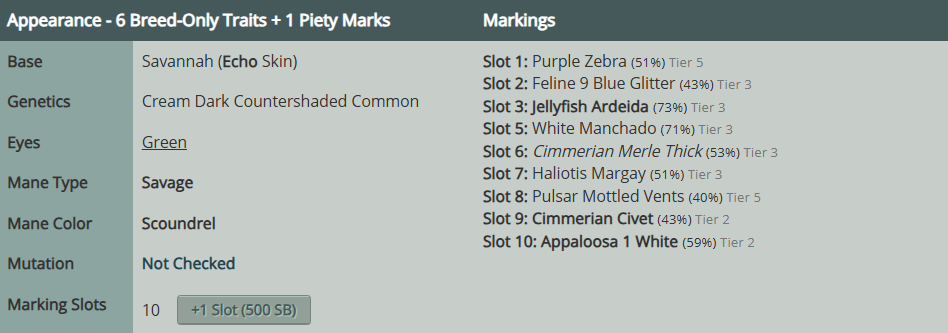 Appearance - 6 Breed-Only Traits + 1 Piety Marks
Base Savannah (Echo Skin)
Genetics Cream Dark Countershaded Common
Eyes Green
Mane Type Savage
Mane Color Scoundrel
Mutation Not Checked
Marking Slots 10 +1 Slot (500 SB)
Markings
Slot 1: Purple Zebra (51%) Tier 5
Slot 2: Feline 9 Blue Glitter (43%) Tier 3
Slot 3: Jellyfish Ardeida (73%) Tier 3
Slot 5: White Manchado (71%) Tier 3
Slot 6: Cimmerian Merle Thick (53%) Tier 3
Slot 7: Haliotis Margay (51%) Tier 3
Slot 8: Pulsar Mottled Vents (40%) Tier 5
Slot 9: Cimmerian Civet (43%) Tier 2
Slot 10: Appaloosa 1 White (59%) Tier 2